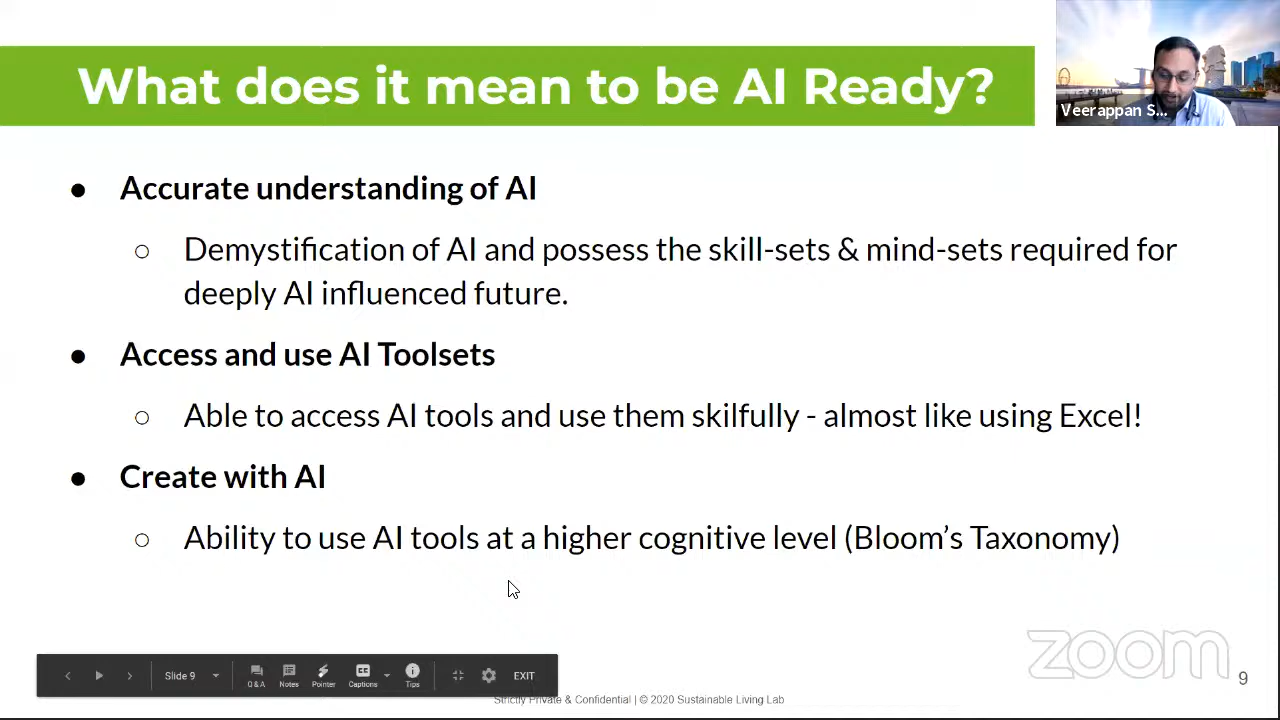 What does it mean to be AI Ready?
Veerappan S...
● Accurate understanding of AI
○ Demystification of AI and possess the skill-sets & mind-sets required for
deeply AI influenced future.
● Access and use AI Toolsets
○ Able to access AI tools and use them skilfully - almost like using Excel!
● Create with AI
○ Ability to use AI tools at a higher cognitive level (Bloom’s Taxonomy)
zoom
Slide 9
Q&A
Notes
Pointer
Captions
Tips
EXIT
9
Strictly Private & Confidential | © 2020 Sustainable Living Lab